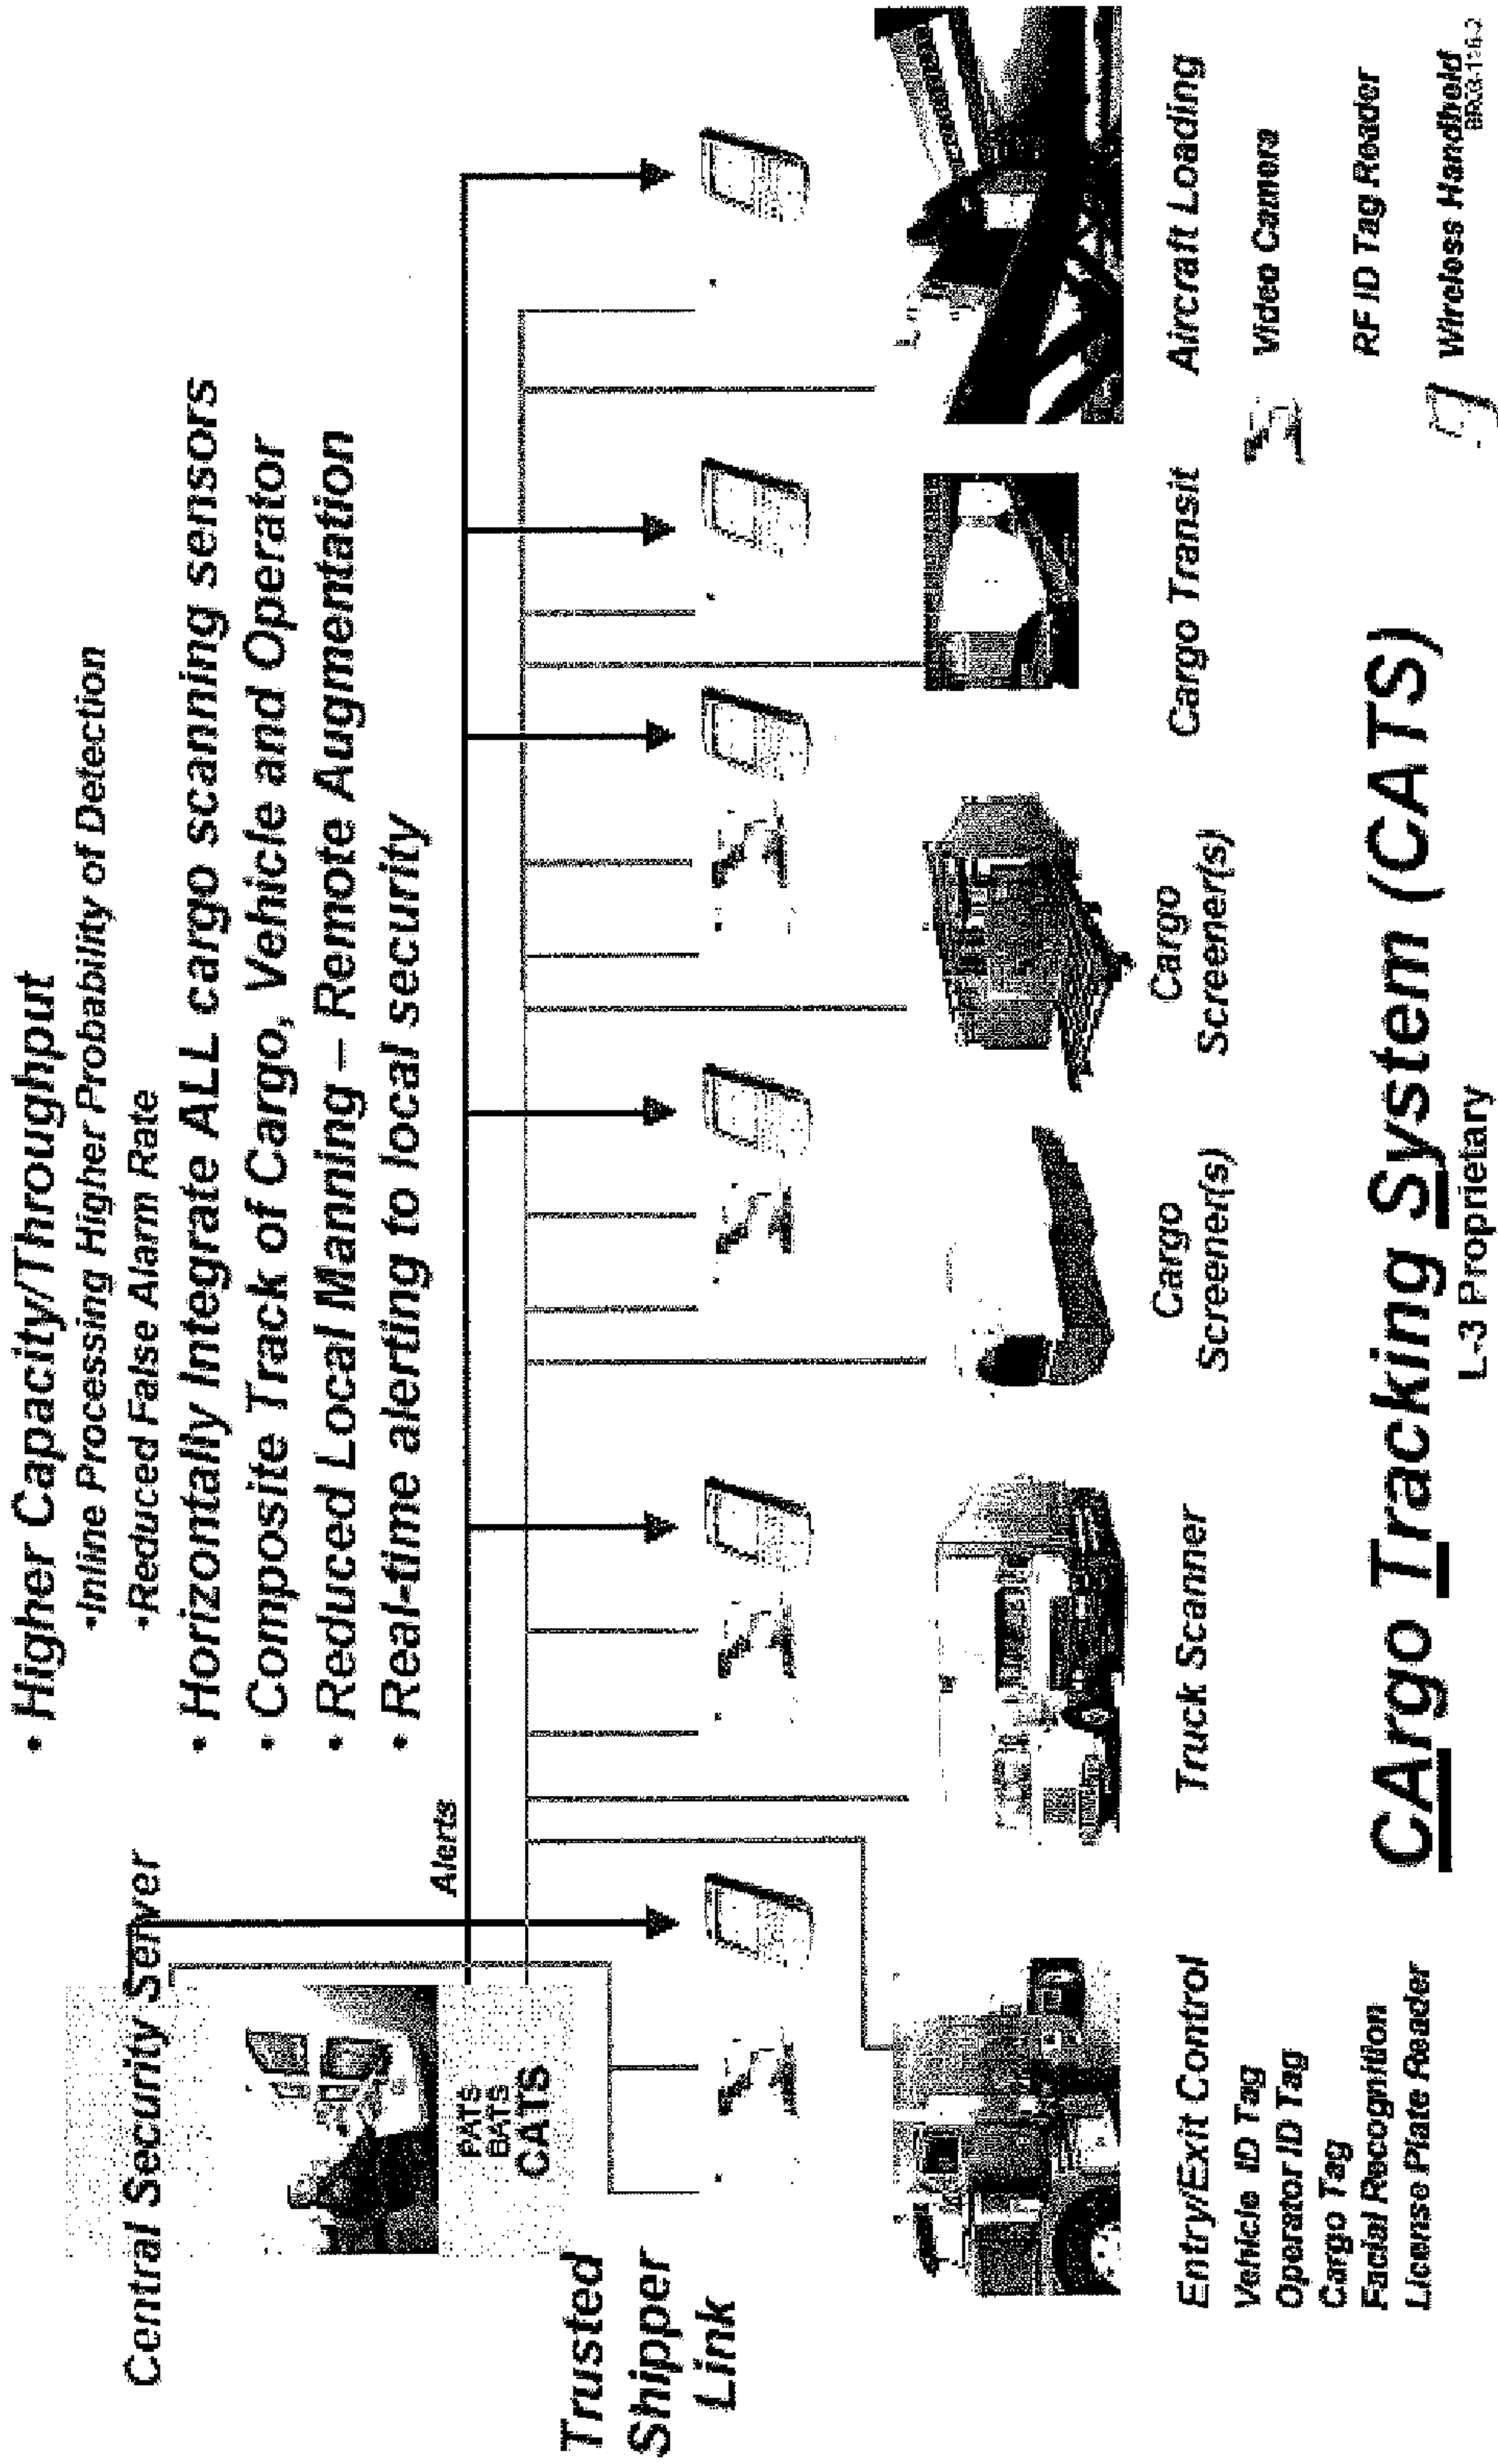 • Higher Capacity/Throughput
•Inline Processing Higher Probability of Detection
•Reduced False Alarm Rate
• Horizontally Integrate ALL cargo scanning sensors
• Composite Track of Cargo, Vehicle and Operator
• Reduced Local Manning – Remote Augmentation
• Real-time alerting to local security
Central Security Server
Alerts
PATS
BATS
CATS
Trusted
Shipper
Link
Entry/Exit Control
Vehicle ID Tag
Operator ID Tag
Cargo Tag
Facial Recognition
License Plate Reader
Truck Scanner
Cargo
Screener(s)
Cargo
Screener(s)
Cargo Transit
Aircraft Loading
Video Camera
RF ID Tag Reader
Wireless Handheld
CArgo Tracking System (CATS)
L-3 Proprietary